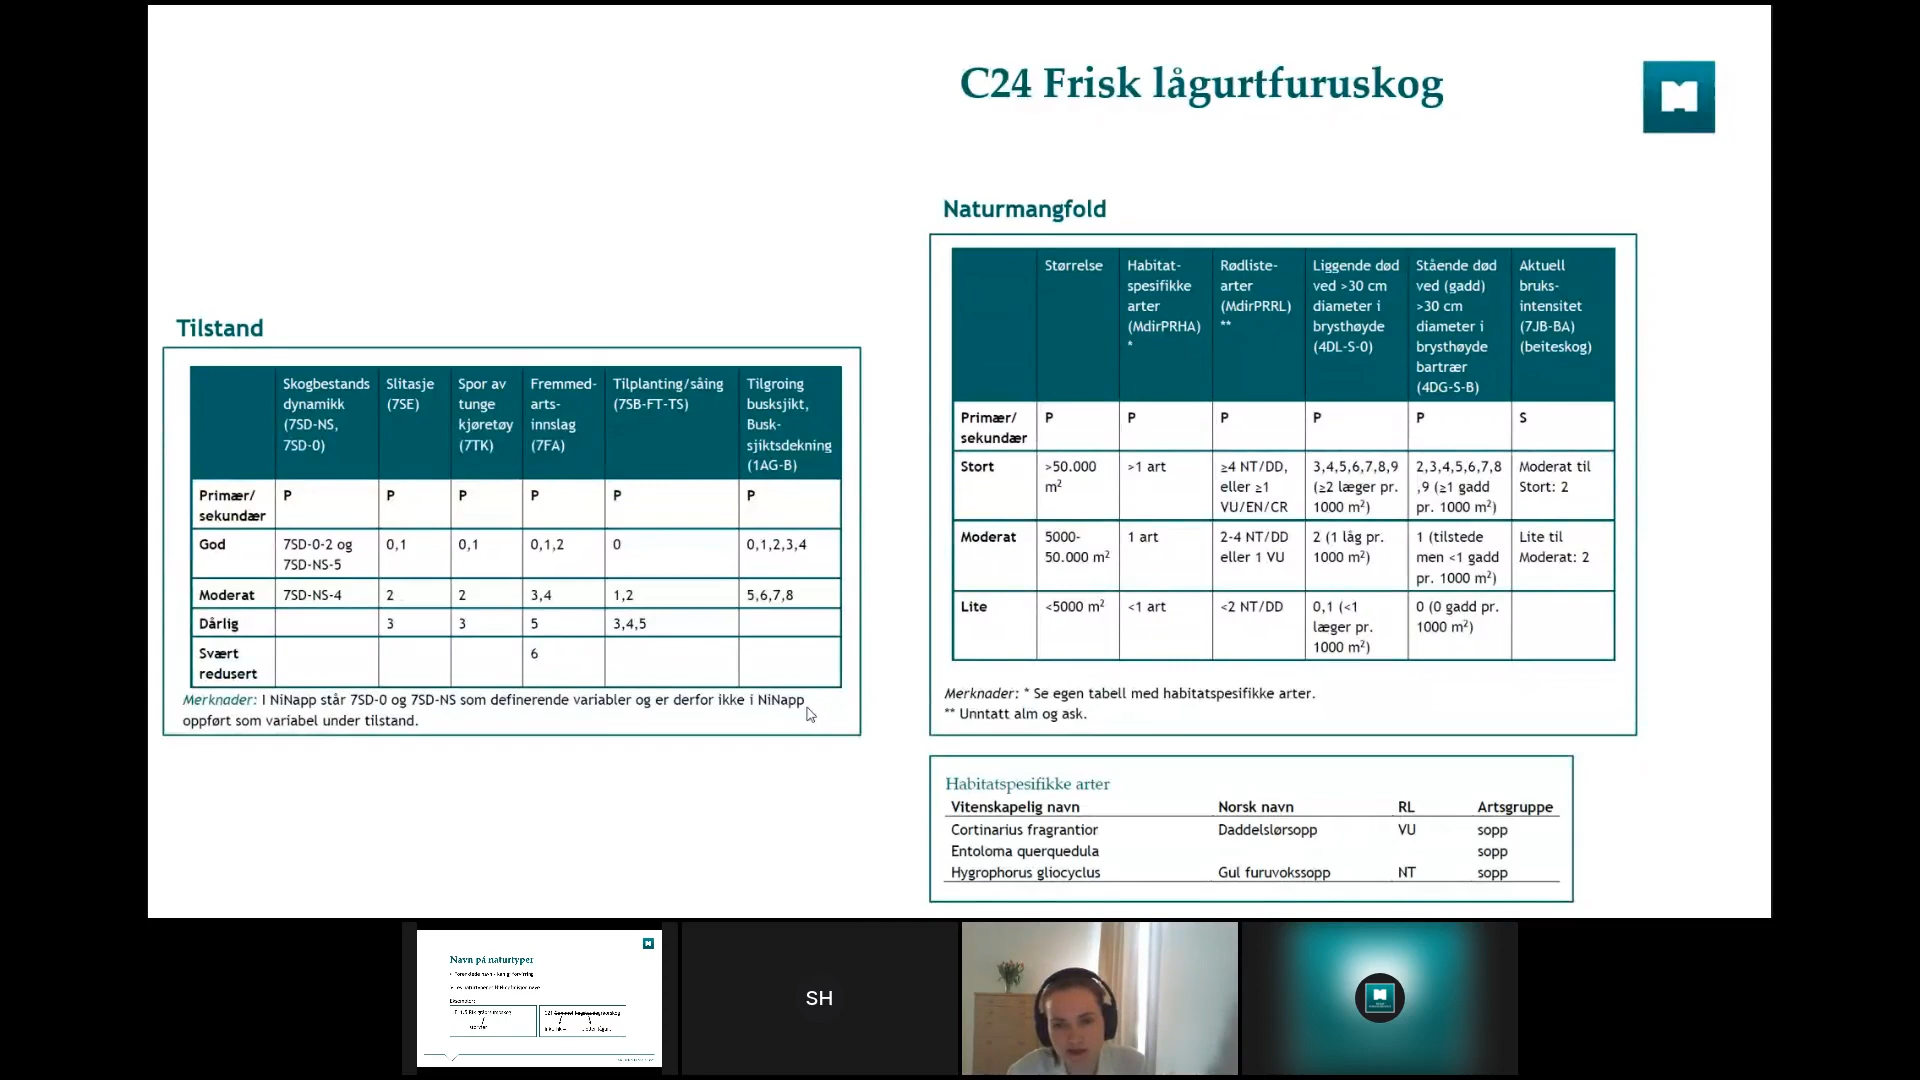 C24 Frisk lågurtfuruskog
Tilstand
Skogbestands
dynamikk
(7SD-NS,
7SD-0)
Slitasje
(7SE)
Spor av
tunge
kjøretøy
(7TK)
Fremmed-
arts-
innslag
(7FA)
Tilplanting/såing
(7SB-FT-TS)
Tilgroing
busksjikt,
Busk-
sjiktsdekning
(1AG-B)
Primær/
sekundær
P P P P P P
God
7SD-0-2 og
7SD-NS-5
0,1 0,1 0,1,2 0 0,1,2,3,4
Moderat 7SD-NS-4 2 2 3,4 1,2 5,6,7,8
Dårlig 3 3 5 3,4,5
Svært
redusert
6
Merknader: I NiNapp står 7SD-0 og 7SD-NS som definerende variabler og er derfor ikke i NiNapp
oppført som variabel under tilstand.
Naturmangfold
Størrelse
Habitat-
spesifikke
arter
(MdirPRHA)
*
Rødliste-
arter
(MdirPRRL)
**
Liggende død
ved >30 cm
diameter i
brysthøyde
(4DL-S-0)
Stående død
ved (gadd)
>30 cm
diameter i
brysthøyde
bartrær
(4DG-S-B)
Aktuell
bruks-
intensitet
(7JB-BA)
(beiteskog)
Primær/
sekundær
P P P P P S
Stort
>50.000
m²
>1 art
≥4 NT/DD,
eller ≥1
VU/EN/CR
3,4,5,6,7,8,9
(≥2 læger pr.
1000 m²)
2,3,4,5,6,7,8
,9 (≥1 gadd
pr. 1000 m²)
Moderat til
Stort: 2
Moderat
5000-
50.000 m²
1 art
2-4 NT/DD
eller 1 VU
2 (1 låg pr.
1000 m²)
1 (tilstede
men <1 gadd
pr. 1000 m²)
Lite til
Moderat: 2
Lite
<5000 m²
<1 art
<2 NT/DD
0,1 (<1
læger pr.
1000 m²)
0 (0 gadd pr.
1000 m²)
Merknader: * Se egen tabell med habitatspesifikke arter.
** Unntatt alm og ask.
Habitatspesifikke arter
Vitenskapelig navn Norsk navn RL Artsgruppe
Cortinarius fragrantior Daddelslørsopp VU sopp
Entoloma querquedula sopp
Hygrophorus gliocyclus Gul furuvokssopp NT sopp
Navn på naturtyper
SH